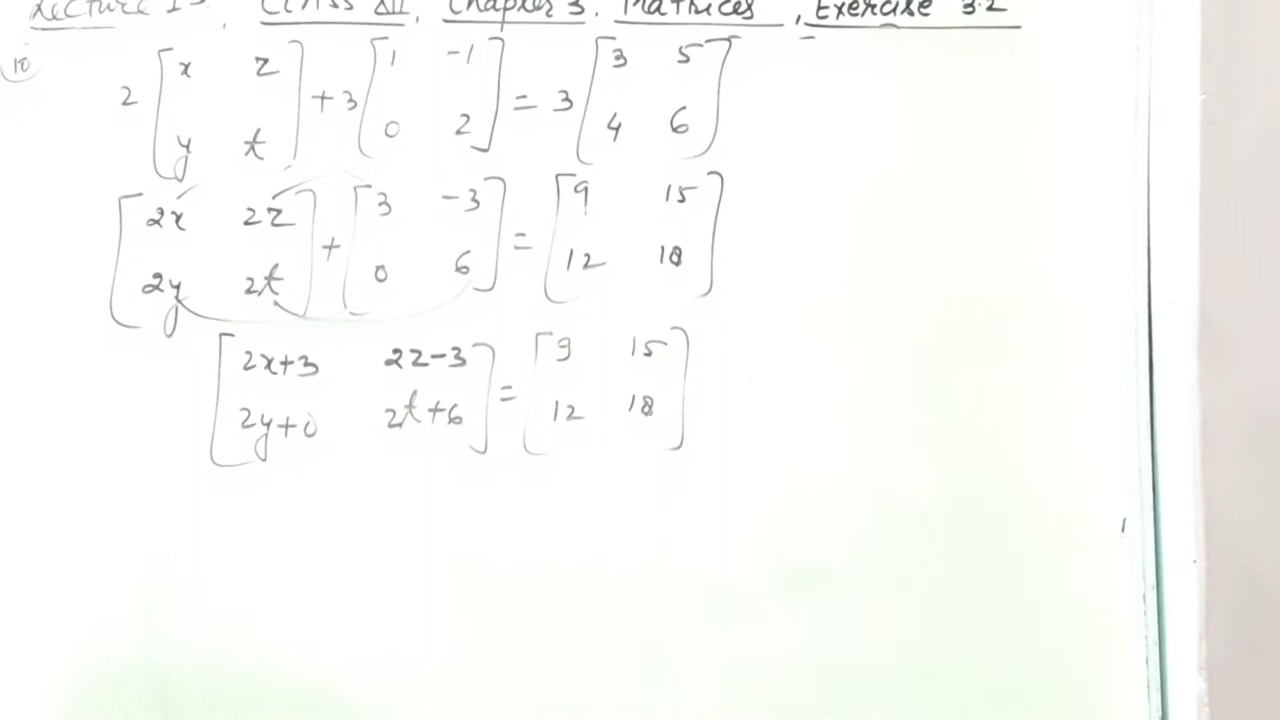 Lecture 1, Class XII, Chapter 3, Matrices, Exercise 3.2
10 2 [x z; y t] + 3 [1 -1; 0 2] = 3 [3 5; 4 6]
[2x 2z; 2y 2t] + [3 -3; 0 6] = [9 15; 12 18]
[2x+3 2z-3; 2y+0 2t+6] = [9 15; 12 18]